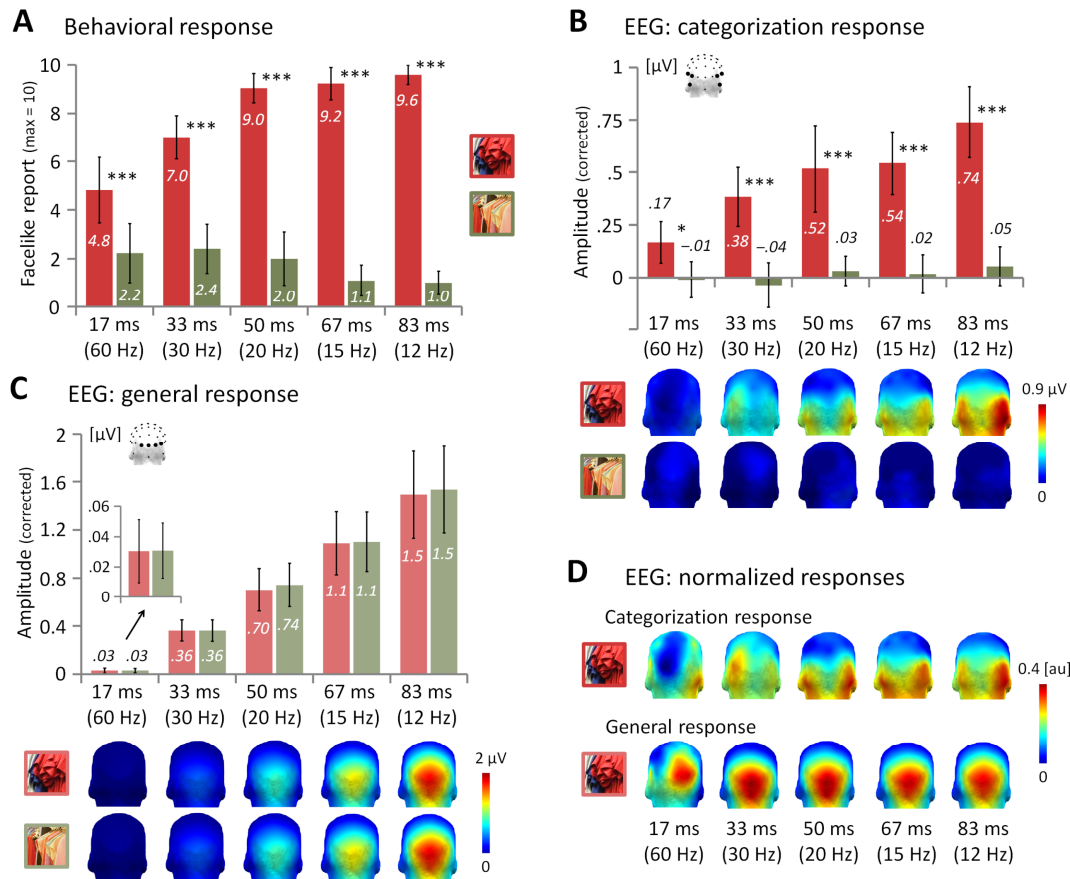 A Behavioral response
Facelike report (max = 10)
10
8
6
4
2
0
4.8
2.2
***
7.0
2.4
***
9.0
2.0
***
9.2
1.1
***
9.6
1.0
***
17 ms 33 ms 50 ms 67 ms 83 ms
(60 Hz) (30 Hz) (20 Hz) (15 Hz) (12 Hz)
B EEG: categorization response
[µV]
Amplitude (corrected)
1
.75
.5
.25
0
.17
*
–.01
.38
***
–.04
.52
***
.03
.54
***
.02
.74
***
.05
17 ms 33 ms 50 ms 67 ms 83 ms
(60 Hz) (30 Hz) (20 Hz) (15 Hz) (12 Hz)
0.9 µV
0
C EEG: general response
[µV]
Amplitude (corrected)
2
1.6
1.2
0.8
0.4
0
.06
.04
.02
0
.03 .03
.36 .36
.70 .74
1.1 1.1
1.5 1.5
17 ms 33 ms 50 ms 67 ms 83 ms
(60 Hz) (30 Hz) (20 Hz) (15 Hz) (12 Hz)
2 µV
0
D EEG: normalized responses
Categorization response
0.4 [au]
0
General response
17 ms 33 ms 50 ms 67 ms 83 ms
(60 Hz) (30 Hz) (20 Hz) (15 Hz) (12 Hz)